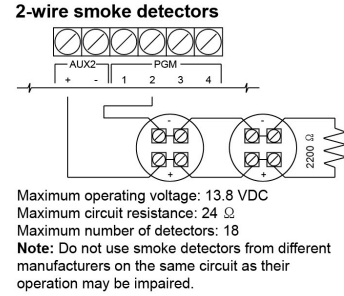 2-wire smoke detectors
AUX2 PGM
+ - 1 2 3 4
- -
+ +
2200 Ω
Maximum operating voltage: 13.8 VDC
Maximum circuit resistance: 24 Ω
Maximum number of detectors: 18
Note: Do not use smoke detectors from different
manufacturers on the same circuit as their
operation may be impaired.